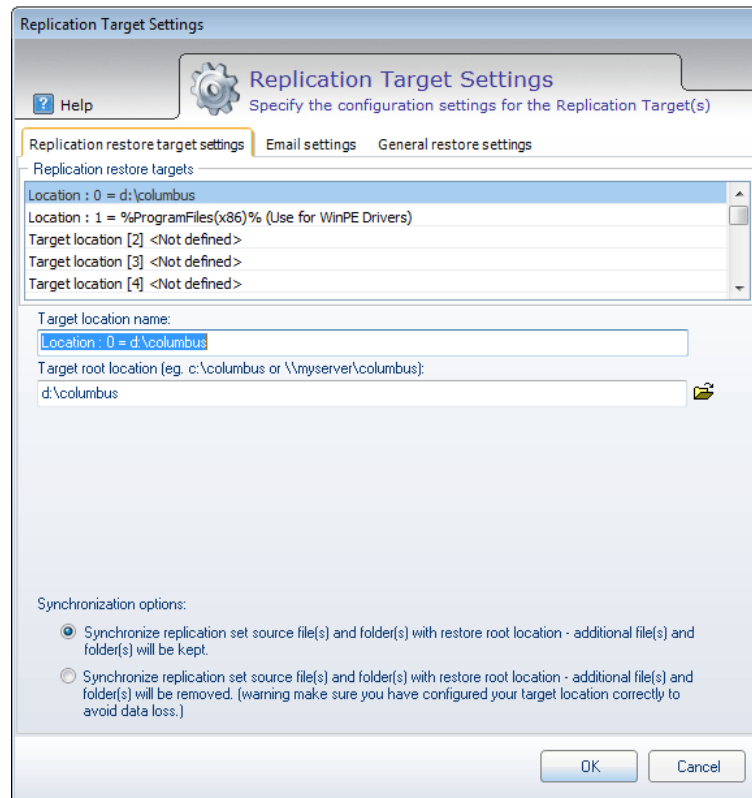 Replication Target Settings
Replication Target Settings
Help
Specify the configuration settings for the Replication Target(s)
Replication restore target settings Email settings General restore settings
Replication restore targets
Location : 0 = d:\columbus
Location : 1 = %ProgramFiles(x86)% (Use for WinPE Drivers)
Target location [2] <Not defined>
Target location [3] <Not defined>
Target location [4] <Not defined>
Target location name:
Location : 0 = d:\columbus
Target root location (eg. c:\columbus or \\myserver\columbus):
d:\columbus
Synchronization options:
Synchronize replication set source file(s) and folder(s) with restore root location - additional file(s) and
folder(s) will be kept.
Synchronize replication set source file(s) and folder(s) with restore root location - additional file(s) and
folder(s) will be removed. (warning make sure you have configured your target location correctly to
avoid data loss.)
OK Cancel